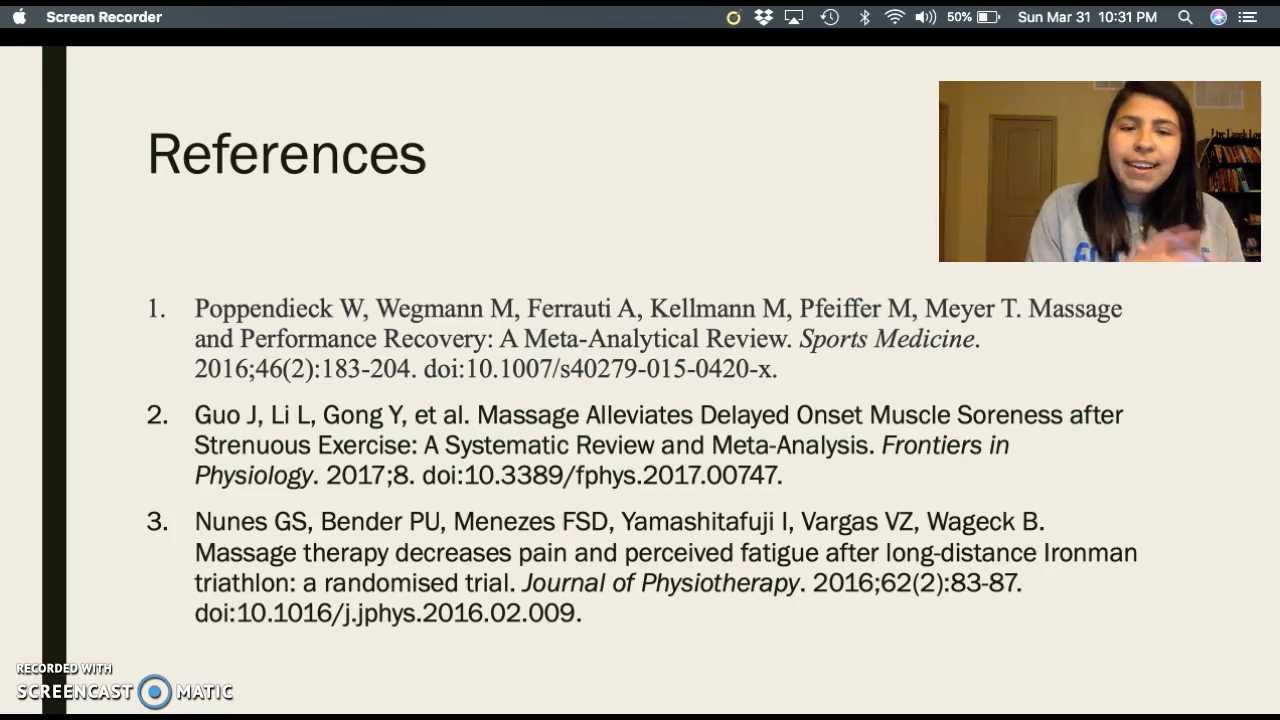 Screen Recorder
50%
Sun Mar 31 10:31 PM
References
1. Poppendieck W, Wegmann M, Ferrauti A, Kellmann M, Pfeiffer M, Meyer T. Massage
and Performance Recovery: A Meta-Analytical Review. Sports Medicine.
2016;46(2):183-204. doi:10.1007/s40279-015-0420-x.
2. Guo J, Li L, Gong Y, et al. Massage Alleviates Delayed Onset Muscle Soreness after
Strenuous Exercise: A Systematic Review and Meta-Analysis. Frontiers in
Physiology. 2017;8. doi:10.3389/fphys.2017.00747.
3. Nunes GS, Bender PU, Menezes FSD, Yamashitafuji I, Vargas VZ, Wageck B.
Massage therapy decreases pain and perceived fatigue after long-distance Ironman
triathlon: a randomised trial. Journal of Physiotherapy. 2016;62(2):83-87.
doi:10.1016/j.jphys.2016.02.009.
RECORDED WITH
SCREENCAST MATIC